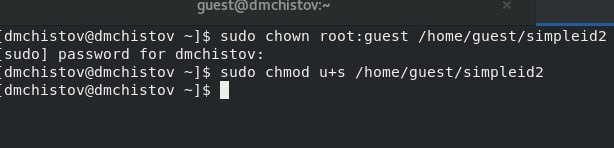 guest@dmchistov:~
[dmchistov@dmchistov ~]$ sudo chown root:guest /home/guest/simpleid2
[sudo] password for dmchistov:
[dmchistov@dmchistov ~]$ sudo chmod u+s /home/guest/simpleid2
[dmchistov@dmchistov ~]$